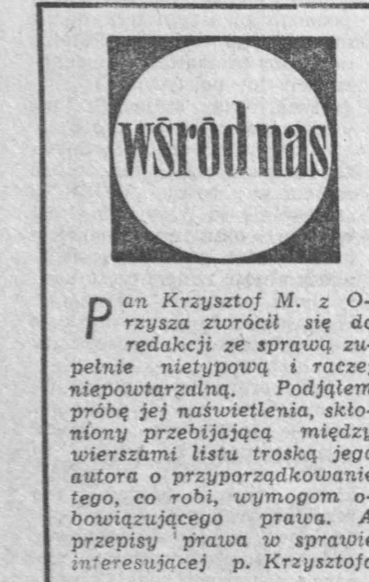 wśród nas
Pan Krzysztof M. z O-
rzysza zwrócił się do
redakcji ze sprawą zu-
pełnie nietypową i raczej
niepowtarzalną. Podjąłem
próbę jej naświetlenia, skło-
niony przebijającą między
wierszami listu troską jego
autora o przyporządkowanie
tego, co robi, wymogom o-
bowiązującego prawa. A
przepisy prawa w sprawie
interesującej p. Krzysztofa